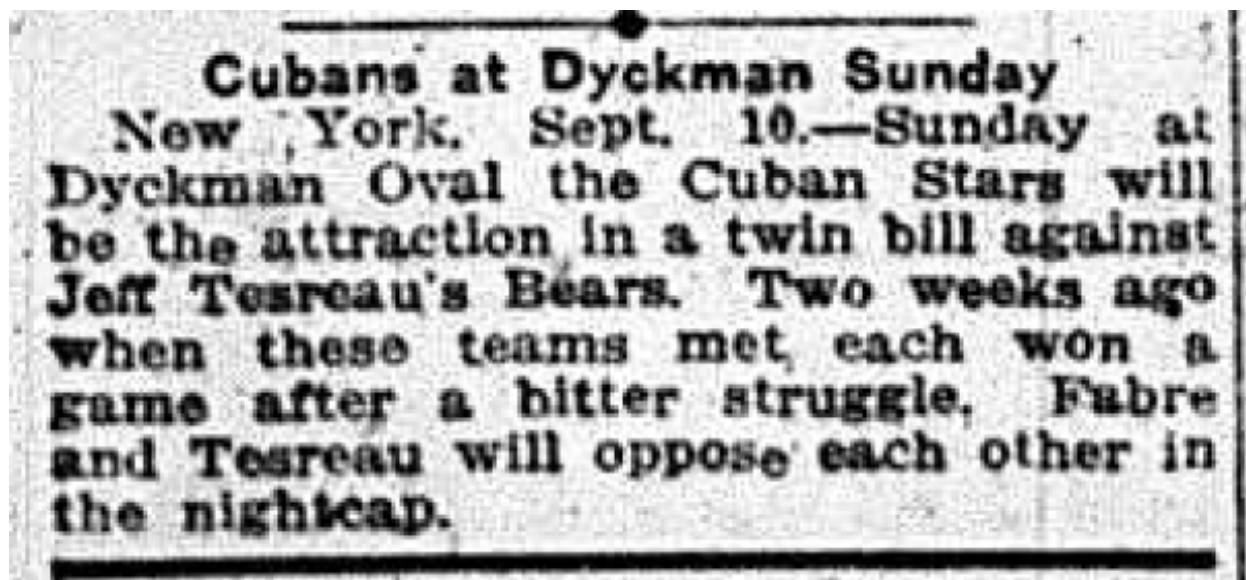 Cubans at Dyckman Sunday
New York, Sept. 10.—Sunday at
Dyckman Oval the Cuban Stars will
be the attraction in a twin bill against
Jeff Tesreau's Bears. Two weeks ago
when these teams met each won a
game after a bitter struggle. Fabre
and Tesreau will oppose each other in
the nightcap.